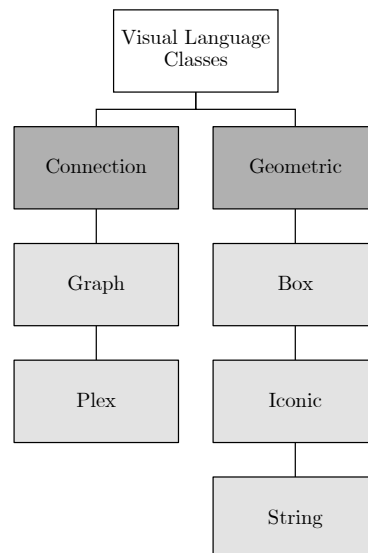 Visual Language
Classes
Connection
Geometric
Graph
Box
Plex
Iconic
String